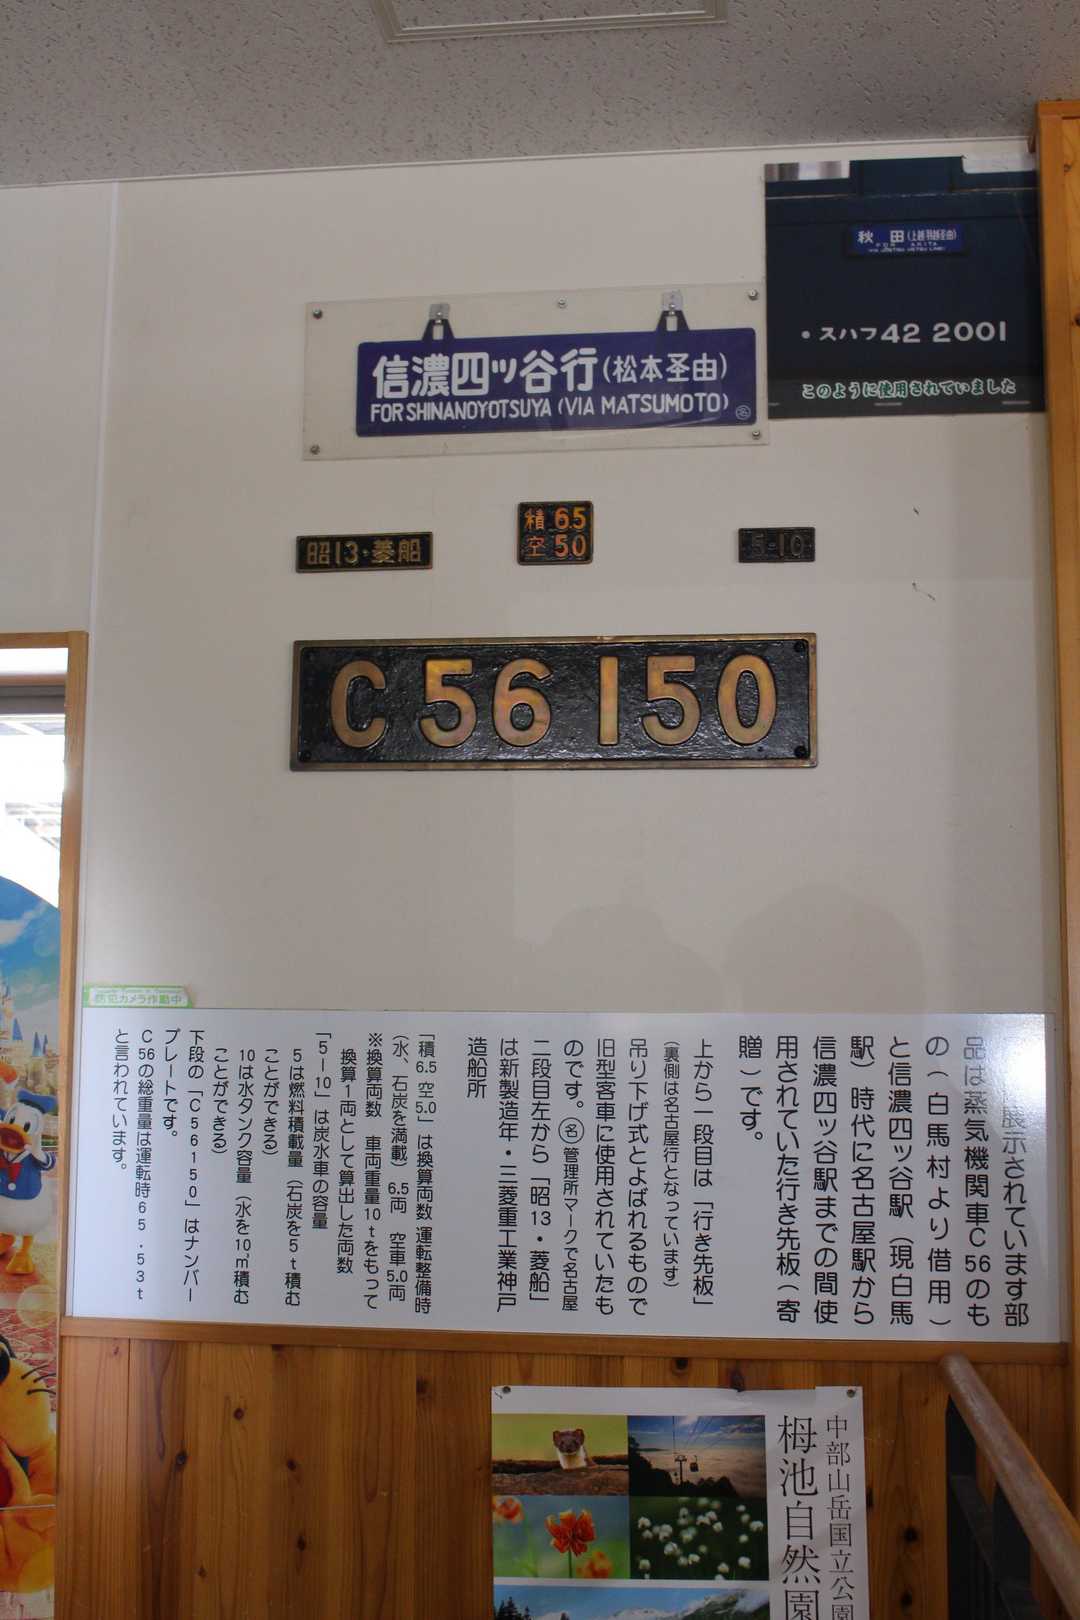 秋田(上越羽越経由)
FOR AKITA
VIA JOETSU UETSU LINE
・スハフ42 2001
このように使用されていました
信濃四ッ谷行(松本圣由)
FOR SHINANOYOTSUYA (VIA MATSUMOTO)
名
昭13・菱船
積 6.5
空 5.0
5-10
C56 150
防犯カメラ作動中
展示されています部
品は蒸気機関車C56のも
の(白馬村より借用)
と信濃四ツ谷駅(現白馬
駅)時代に名古屋駅から
信濃四ツ谷駅までの間使
用されていた行き先板(寄
贈)です。
上から一段目は「行き先板」
(裏側は名古屋行となっています)
吊り下げ式とよばれるもので
旧型客車に使用されていたも
のです。㊔管理所マークで名古屋
二段目左から「昭13・菱船」
は新製造年・三菱重工業神戸
造船所
「積6.5 空5.0」は換算両数 運転整備時
(水、石炭を満載) 6.5両 空車5.0両
※換算両数 車両重量10tをもって
換算1両として算出した両数
「5ー10」は炭水車の容量
5は燃料積載量(石炭を5t積む
ことができる)
10は水タンク容量(水を10㎥積む
ことができる)
下段の「C56150」はナンバー
プレートです。
C56の総重量は運転時65.53t
と言われています。
中部山岳国立公園
栂池自然園